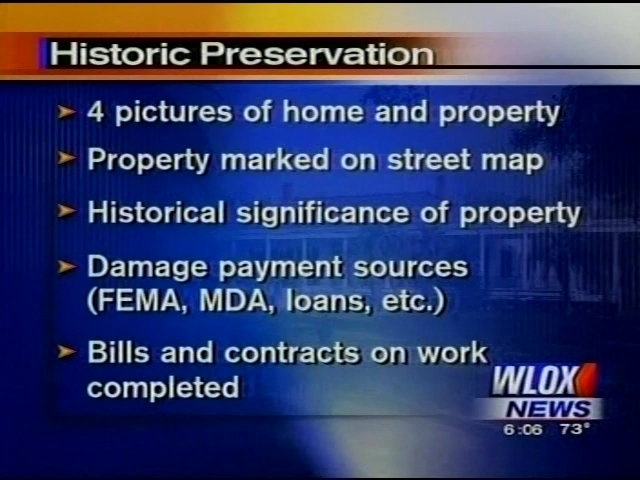 Historic Preservation
➤ 4 pictures of home and property
➤ Property marked on street map
➤ Historical significance of property
➤ Damage payment sources
(FEMA, MDA, loans, etc.)
➤ Bills and contracts on work
completed
WLOX
NEWS
6:06 73°